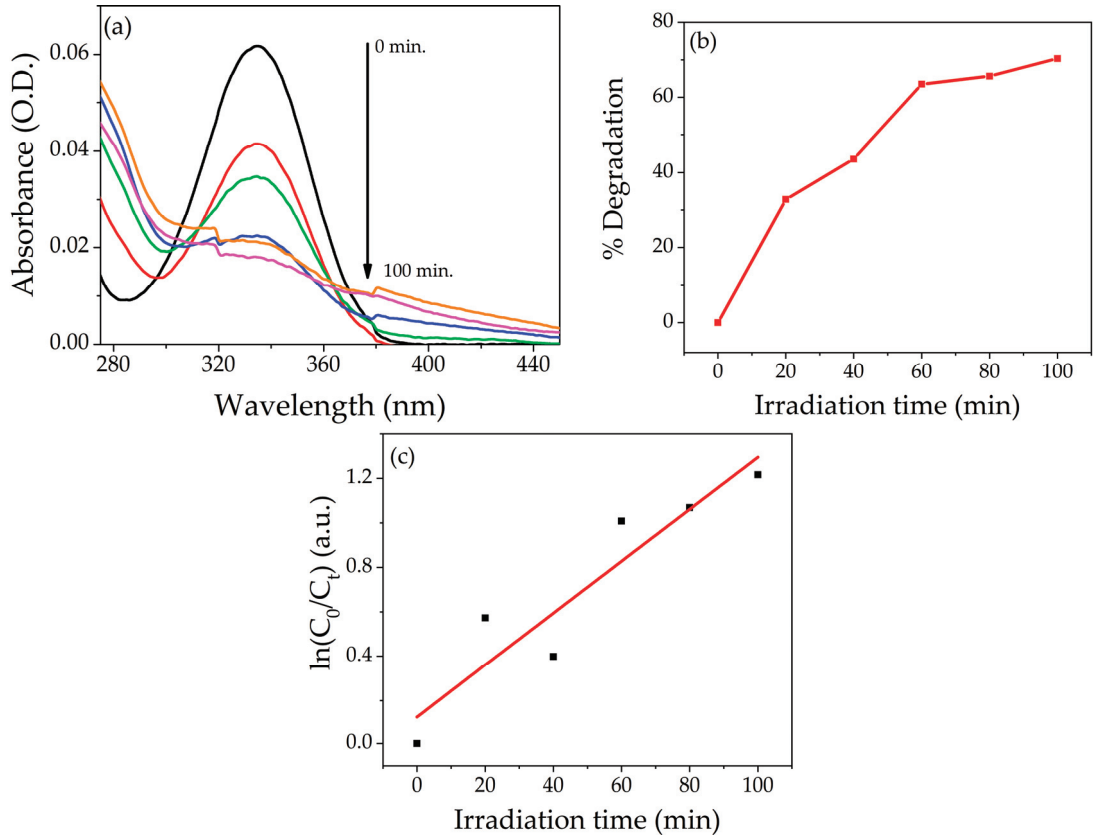 (a)
0 min.
100 min.
0.06
0.04
0.02
0.00
Absorbance (O.D.)
280 320 360 400 440
Wavelength (nm)
(b)
80
60
40
20
0
% Degradation
0 20 40 60 80 100
Irradiation time (min)
(c)
1.2
0.8
0.4
0.0
ln(C₀/Cₜ) (a.u.)
0 20 40 60 80 100
Irradiation time (min)